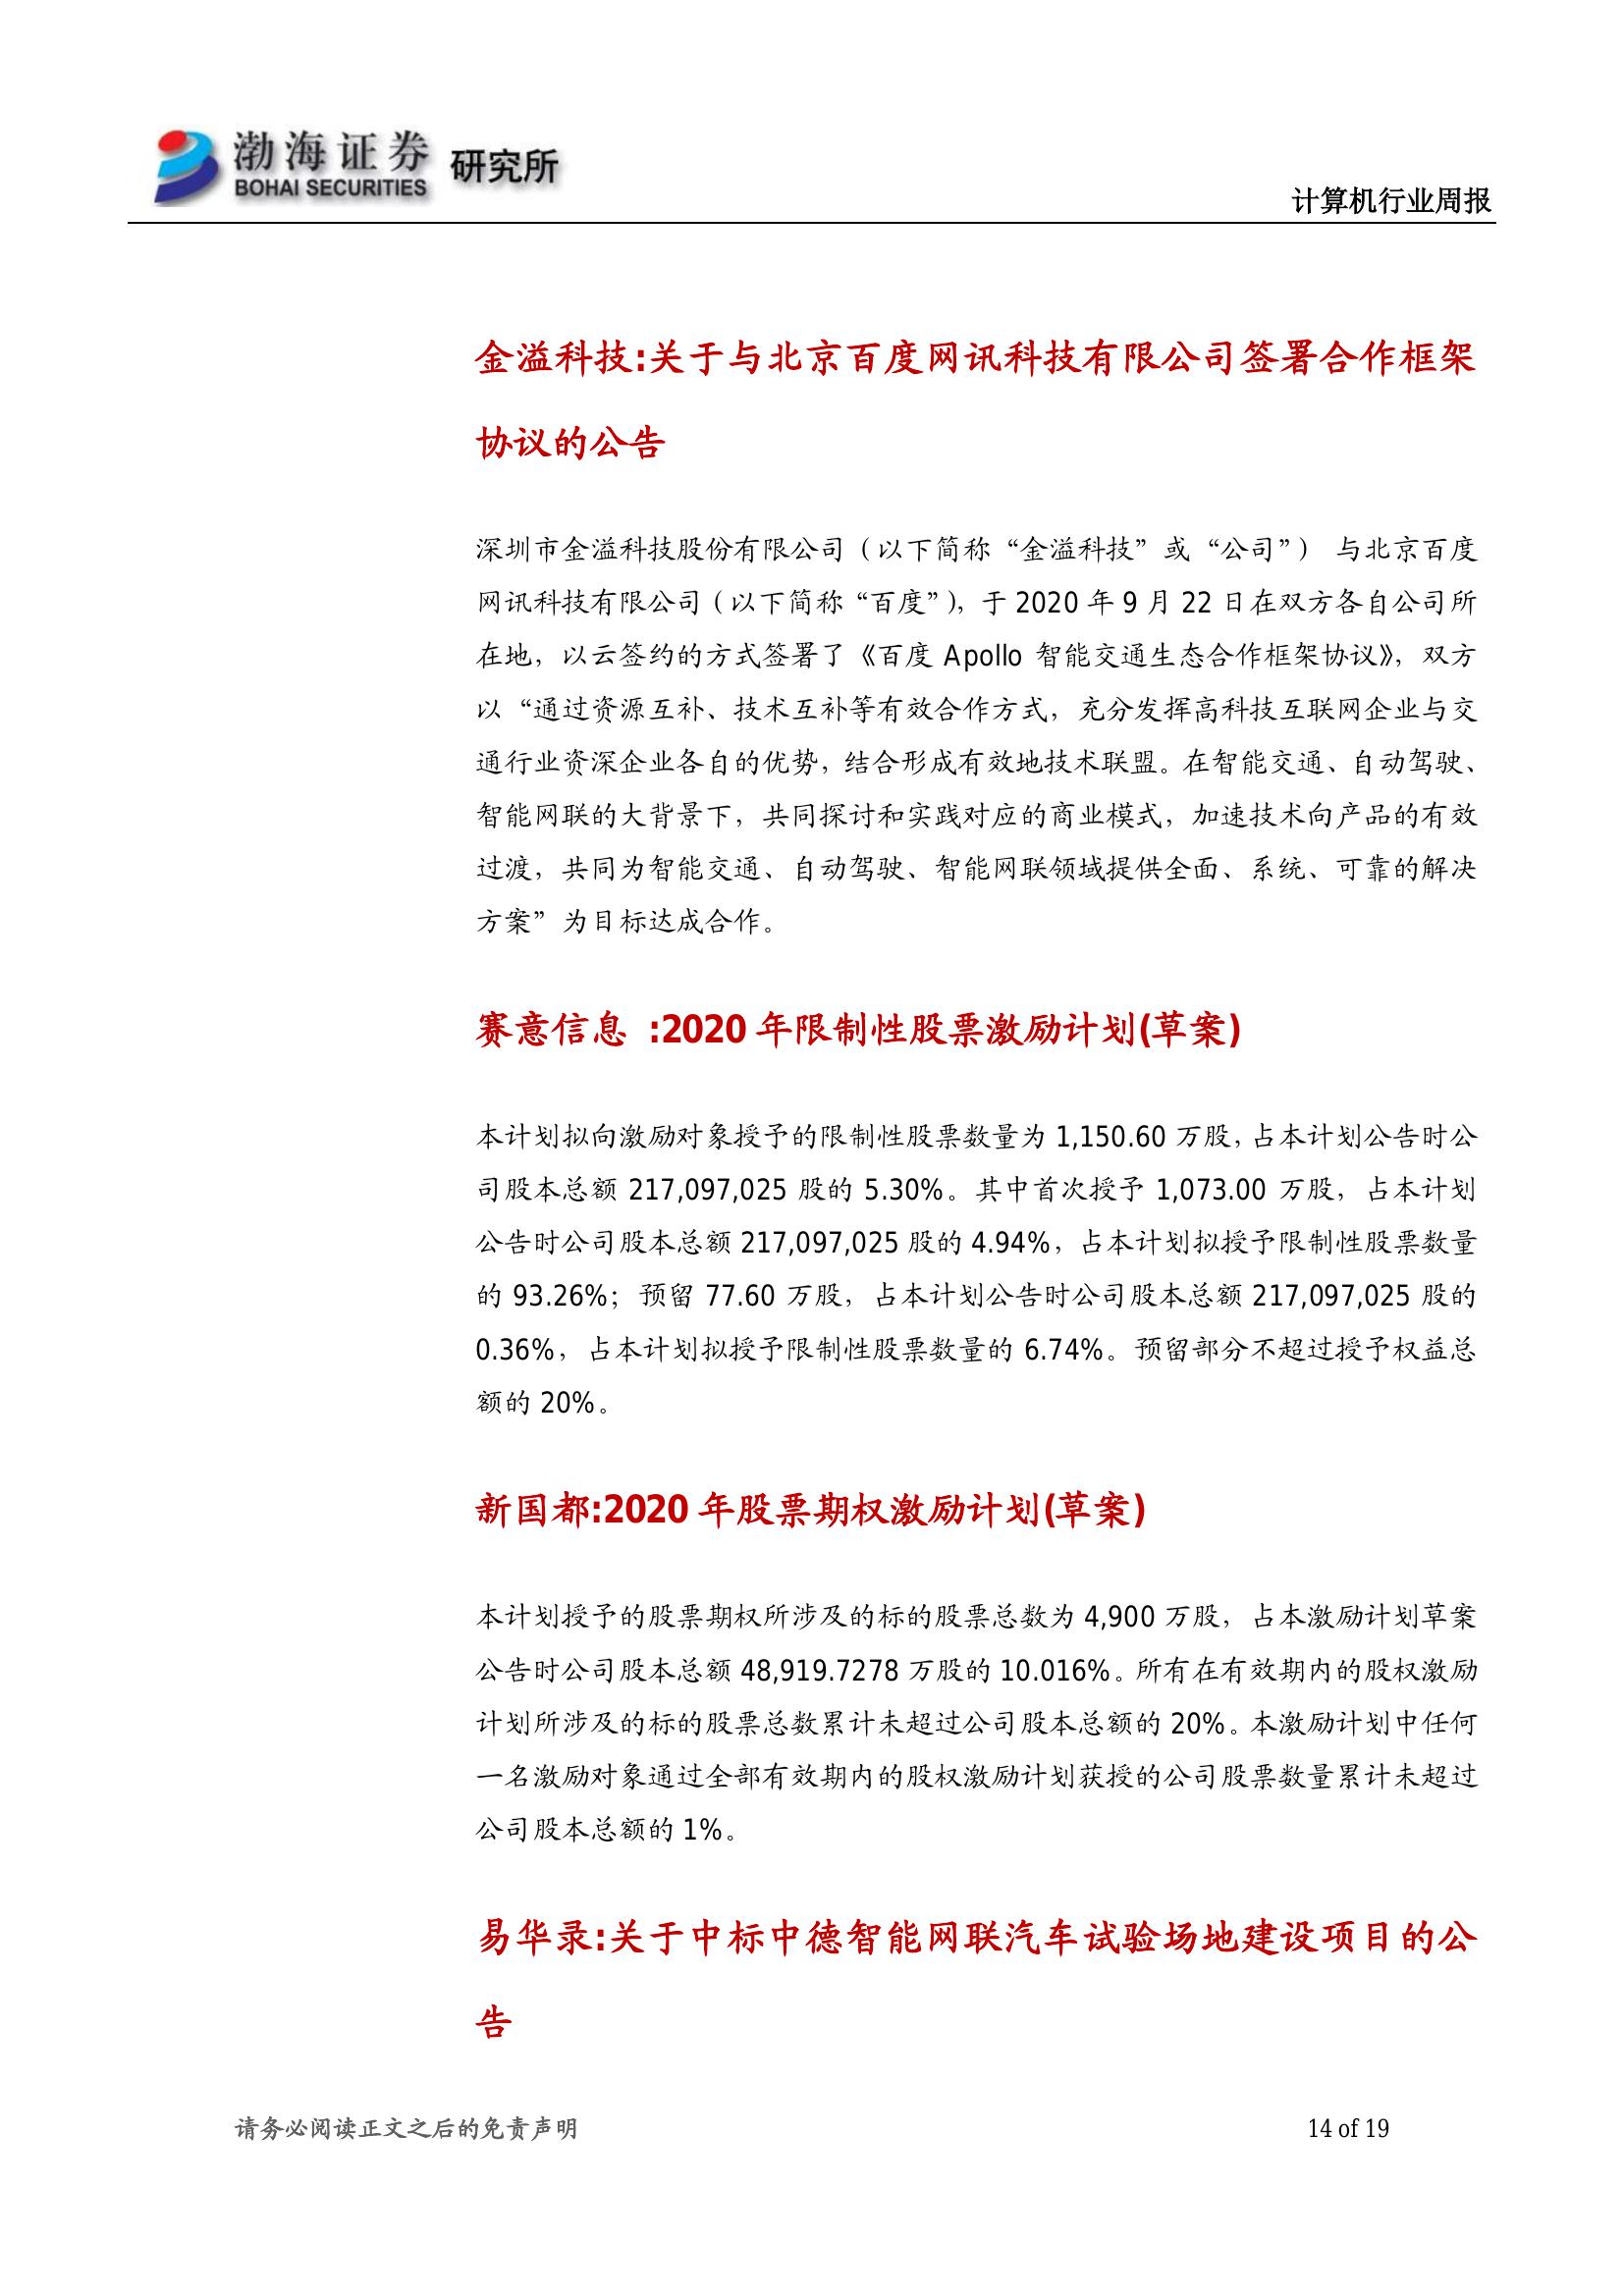 渤海证券 研究所
BOHAI SECURITIES
计算机行业周报
金溢科技:关于与北京百度网讯科技有限公司签署合作框架
协议的公告
深圳市金溢科技股份有限公司（以下简称“金溢科技”或“公司”） 与北京百度
网讯科技有限公司（以下简称“百度”），于 2020 年 9 月 22 日在双方各自公司所
在地，以云签约的方式签署了《百度 Apollo 智能交通生态合作框架协议》，双方
以“通过资源互补、技术互补等有效合作方式，充分发挥高科技互联网企业与交
通行业资深企业各自的优势，结合形成有效地技术联盟。在智能交通、自动驾驶、
智能网联的大背景下，共同探讨和实践对应的商业模式，加速技术向产品的有效
过渡，共同为智能交通、自动驾驶、智能网联领域提供全面、系统、可靠的解决
方案”为目标达成合作。
赛意信息 :2020 年限制性股票激励计划(草案)
本计划拟向激励对象授予的限制性股票数量为 1,150.60 万股，占本计划公告时公
司股本总额 217,097,025 股的 5.30%。其中首次授予 1,073.00 万股，占本计划
公告时公司股本总额 217,097,025 股的 4.94%，占本计划拟授予限制性股票数量
的 93.26%；预留 77.60 万股，占本计划公告时公司股本总额 217,097,025 股的
0.36%，占本计划拟授予限制性股票数量的 6.74%。预留部分不超过授予权益总
额的 20%。
新国都:2020 年股票期权激励计划(草案)
本计划授予的股票期权所涉及的标的股票总数为 4,900 万股，占本激励计划草案
公告时公司股本总额 48,919.7278 万股的 10.016%。所有在有效期内的股权激励
计划所涉及的标的股票总数累计未超过公司股本总额的 20%。本激励计划中任何
一名激励对象通过全部有效期内的股权激励计划获授的公司股票数量累计未超过
公司股本总额的 1%。
易华录:关于中标中德智能网联汽车试验场地建设项目的公
告
请务必阅读正文之后的免责声明
14 of 19